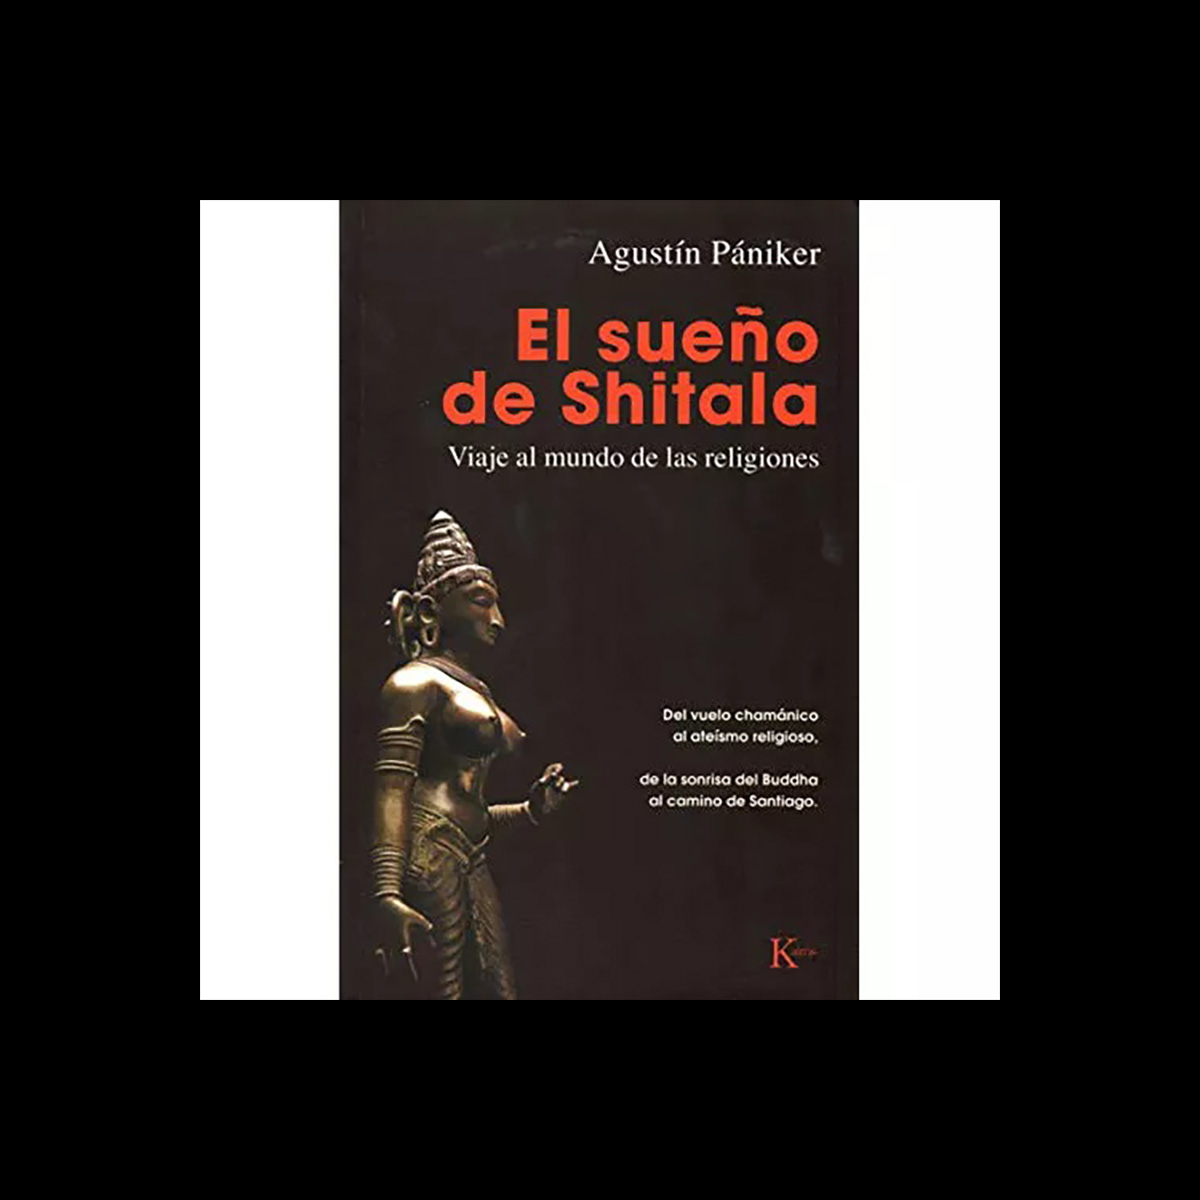 Agustín Pániker
El sueño
de Shitala
Viaje al mundo de las religiones
Del vuelo chamánico
al ateísmo religioso,
de la sonrisa del Buddha
al camino de Santiago.
K